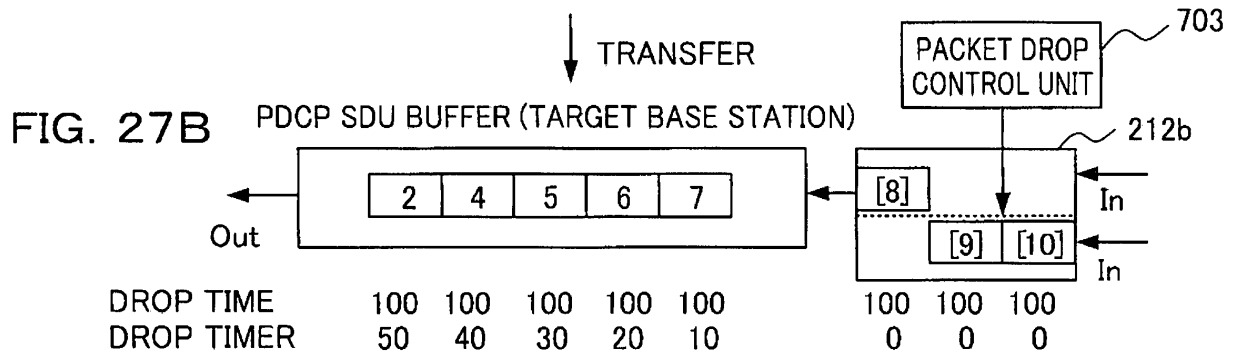 703
PACKET DROP
CONTROL UNIT
TRANSFER
FIG. 27B
PDCP SDU BUFFER (TARGET BASE STATION)
212b
2 4 5 6 7
[8]
In
Out
[9] [10]
In
DROP TIME 100 100 100 100 100 100 100 100
DROP TIMER 50 40 30 20 10 0 0 0